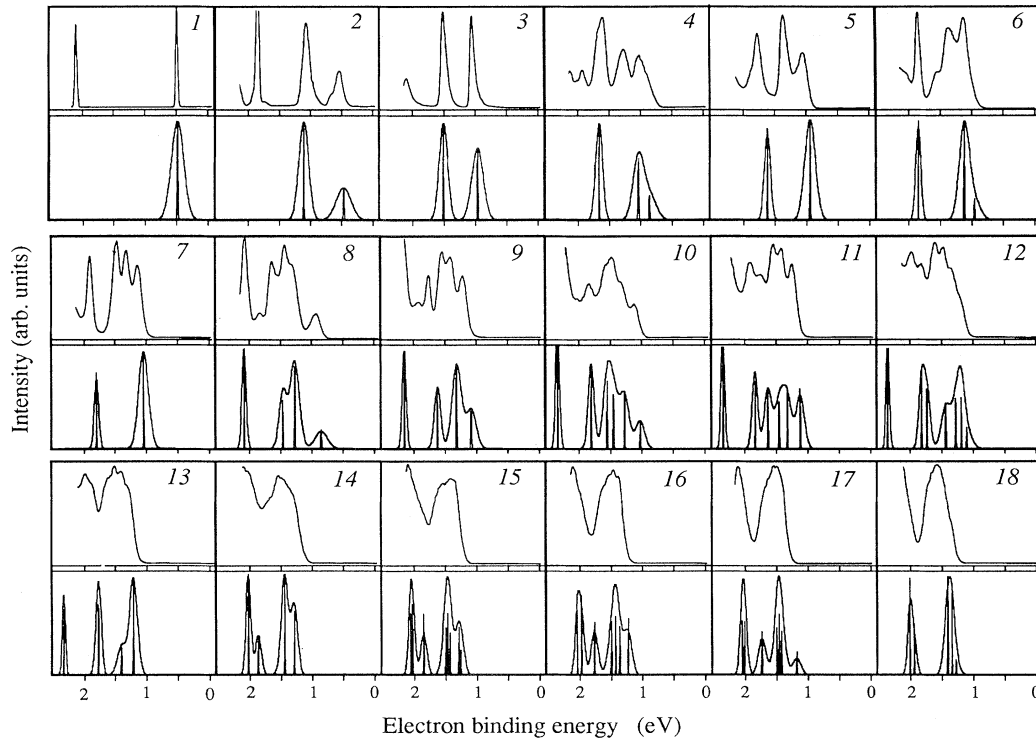 1 2 3 4 5 6
7 8 9 10 11 12
13 14 15 16 17 18
Intensity (arb. units)
2 1 0 2 1 0 2 1 0 2 1 0 2 1 0 2 1 0
Electron binding energy (eV)